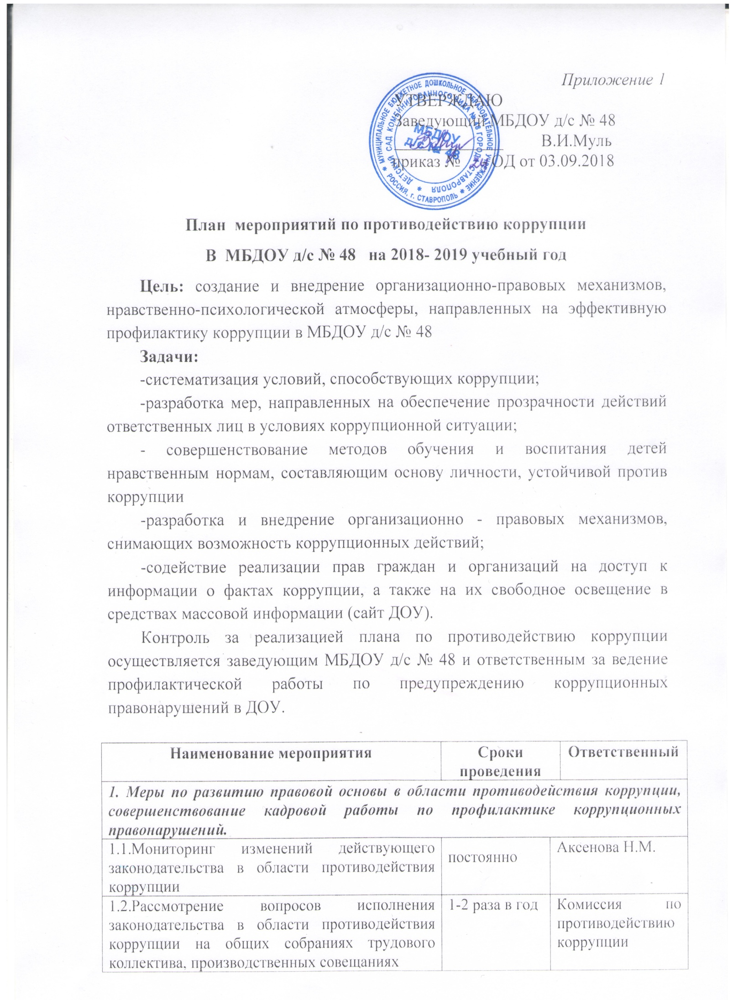 Приложение 1
УТВЕРЖДАЮ
Заведующий МБДОУ д/с № 48
В.И.Муль
приказ № ОД от 03.09.2018
МУНИЦИПАЛЬНОЕ БЮДЖЕТНОЕ ДОШКОЛЬНОЕ ОБРАЗОВАТЕЛЬНОЕ УЧРЕЖДЕНИЕ
* РОССИЯ, г. СТАВРОПОЛЬ *
ДЕТСКИЙ САД КОМБИНИРОВАННОГО ВИДА № 48 ГОРОДА СТАВРОПОЛЯ *
МБДОУ
д/с № 48
План мероприятий по противодействию коррупции
В МБДОУ д/с № 48 на 2018- 2019 учебный год
Цель: создание и внедрение организационно-правовых механизмов,
нравственно-психологической атмосферы, направленных на эффективную
профилактику коррупции в МБДОУ д/с № 48
Задачи:
-систематизация условий, способствующих коррупции;
-разработка мер, направленных на обеспечение прозрачности действий
ответственных лиц в условиях коррупционной ситуации;
- совершенствование методов обучения и воспитания детей
нравственным нормам, составляющим основу личности, устойчивой против
коррупции
-разработка и внедрение организационно - правовых механизмов,
снимающих возможность коррупционных действий;
-содействие реализации прав граждан и организаций на доступ к
информации о фактах коррупции, а также на их свободное освещение в
средствах массовой информации (сайт ДОУ).
Контроль за реализацией плана по противодействию коррупции
осуществляется заведующим МБДОУ д/с № 48 и ответственным за ведение
профилактической работы по предупреждению коррупционных
правонарушений в ДОУ.
Наименование мероприятия
Сроки
проведения
Ответственный
1. Меры по развитию правовой основы в области противодействия коррупции,
совершенствование кадровой работы по профилактике коррупционных
правонарушений.
1.1.Мониторинг изменений действующего
законодательства в области противодействия
коррупции
постоянно
Аксенова Н.М.
1.2.Рассмотрение вопросов исполнения
законодательства в области противодействия
коррупции на общих собраниях трудового
коллектива, производственных совещаниях
1-2 раза в год
Комиссия по
противодействию
коррупции